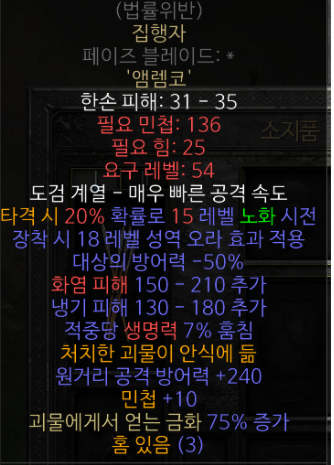 (법률위반)
집행자
페이즈 블레이드: *
'앰렘코'
한손 피해: 31 - 35
필요 민첩: 136
필요 힘: 25
요구 레벨: 54
도검 계열 - 매우 빠른 공격 속도
타격 시 20% 확률로 15 레벨 노화 시전
장착 시 18 레벨 성역 오라 효과 적용
대상의 방어력 -50%
화염 피해 150 - 210 추가
냉기 피해 130 - 180 추가
적중당 생명력 7% 훔침
처치한 괴물이 안식에 듦
원거리 공격 방어력 +240
민첩 +10
괴물에게서 얻는 금화 75% 증가
홈 있음 (3)
소지품